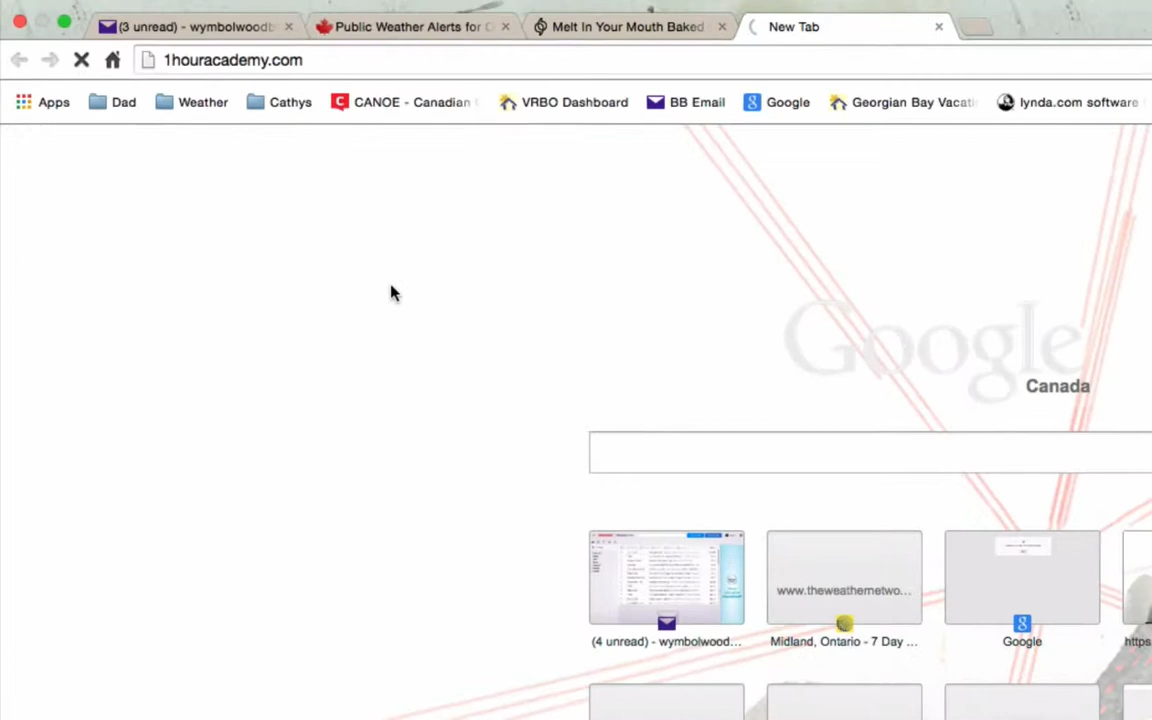 (3 unread) - wymbolwoodb
Public Weather Alerts for O
Melt In Your Mouth Baked
New Tab
1houracademy.com
Apps
Dad
Weather
Cathys
CANOE - Canadian
VRBO Dashboard
BB Email
Google
Georgian Bay Vacati
lynda.com software
Google
Canada
www.theweathernetwo...
(4 unread) - wymbolwood...
Midland, Ontario - 7 Day ...
Google
https